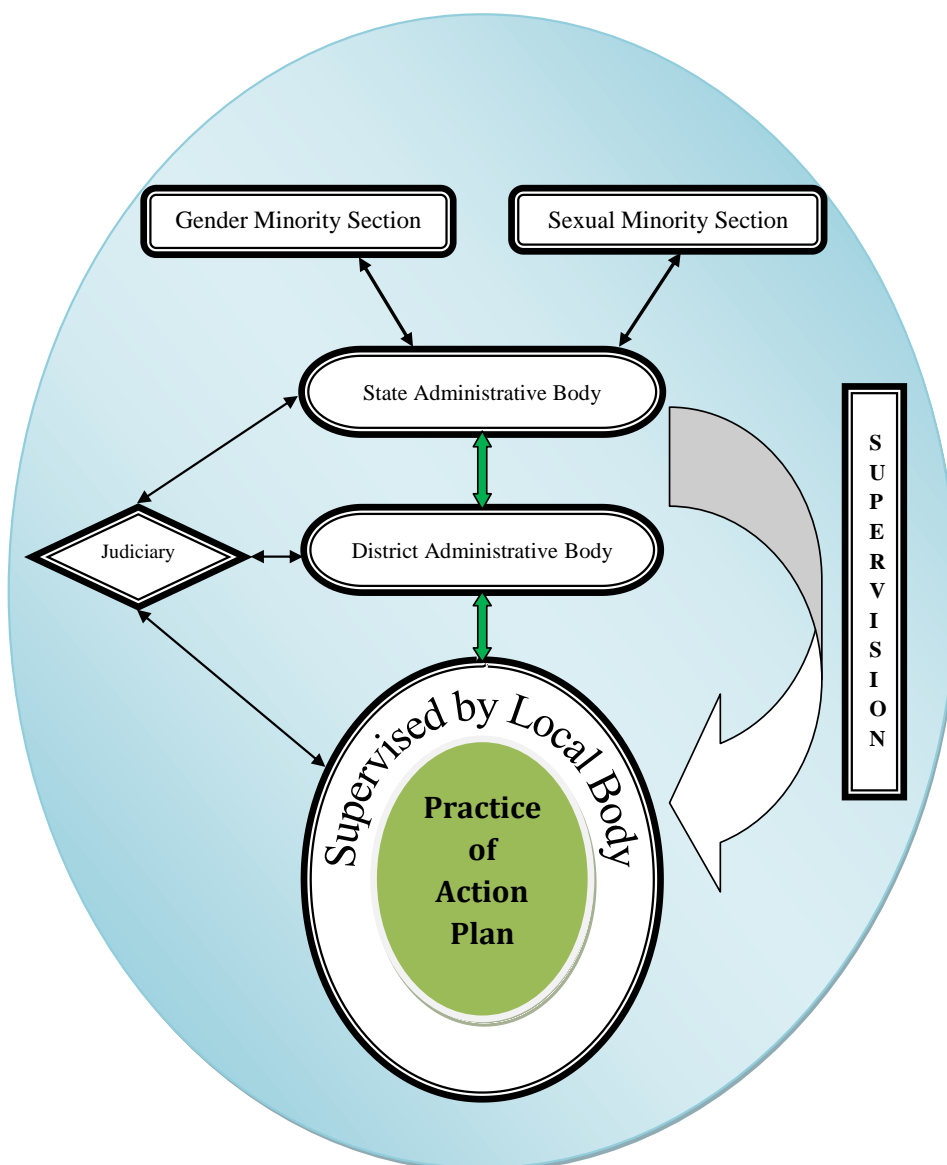 Gender Minority Section
Sexual Minority Section
State Administrative Body
Judiciary
District Administrative Body
SUPERVISION
Supervised by Local Body
Practice
of
Action
Plan